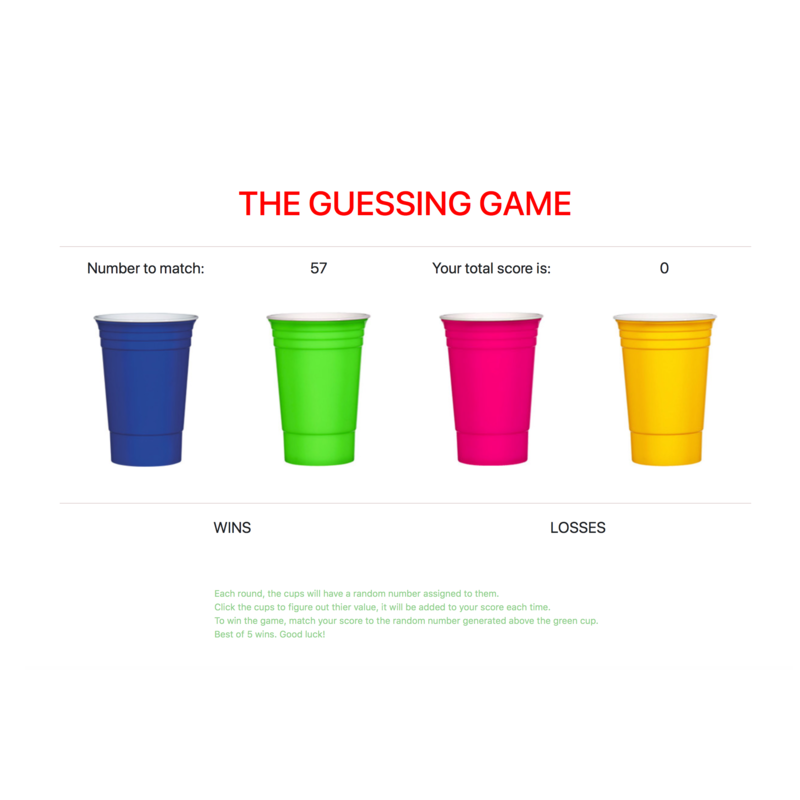 THE GUESSING GAME
Number to match: 57 Your total score is: 0
WINS LOSSES
Each round, the cups will have a random number assigned to them.
Click the cups to figure out thier value, it will be added to your score each time.
To win the game, match your score to the random number generated above the green cup.
Best of 5 wins. Good luck!